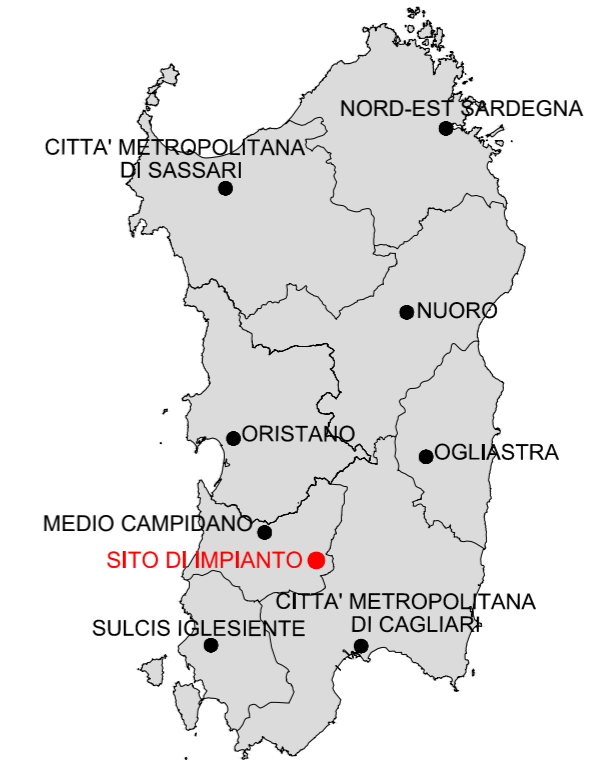 NORD-EST SARDEGNA
CITTA' METROPOLITANA
DI SASSARI
NUORO
ORISTANO
OGLIASTRA
MEDIO CAMPIDANO
SITO DI IMPIANTO
CITTA' METROPOLITANA
DI CAGLIARI
SULCIS IGLESIENTE